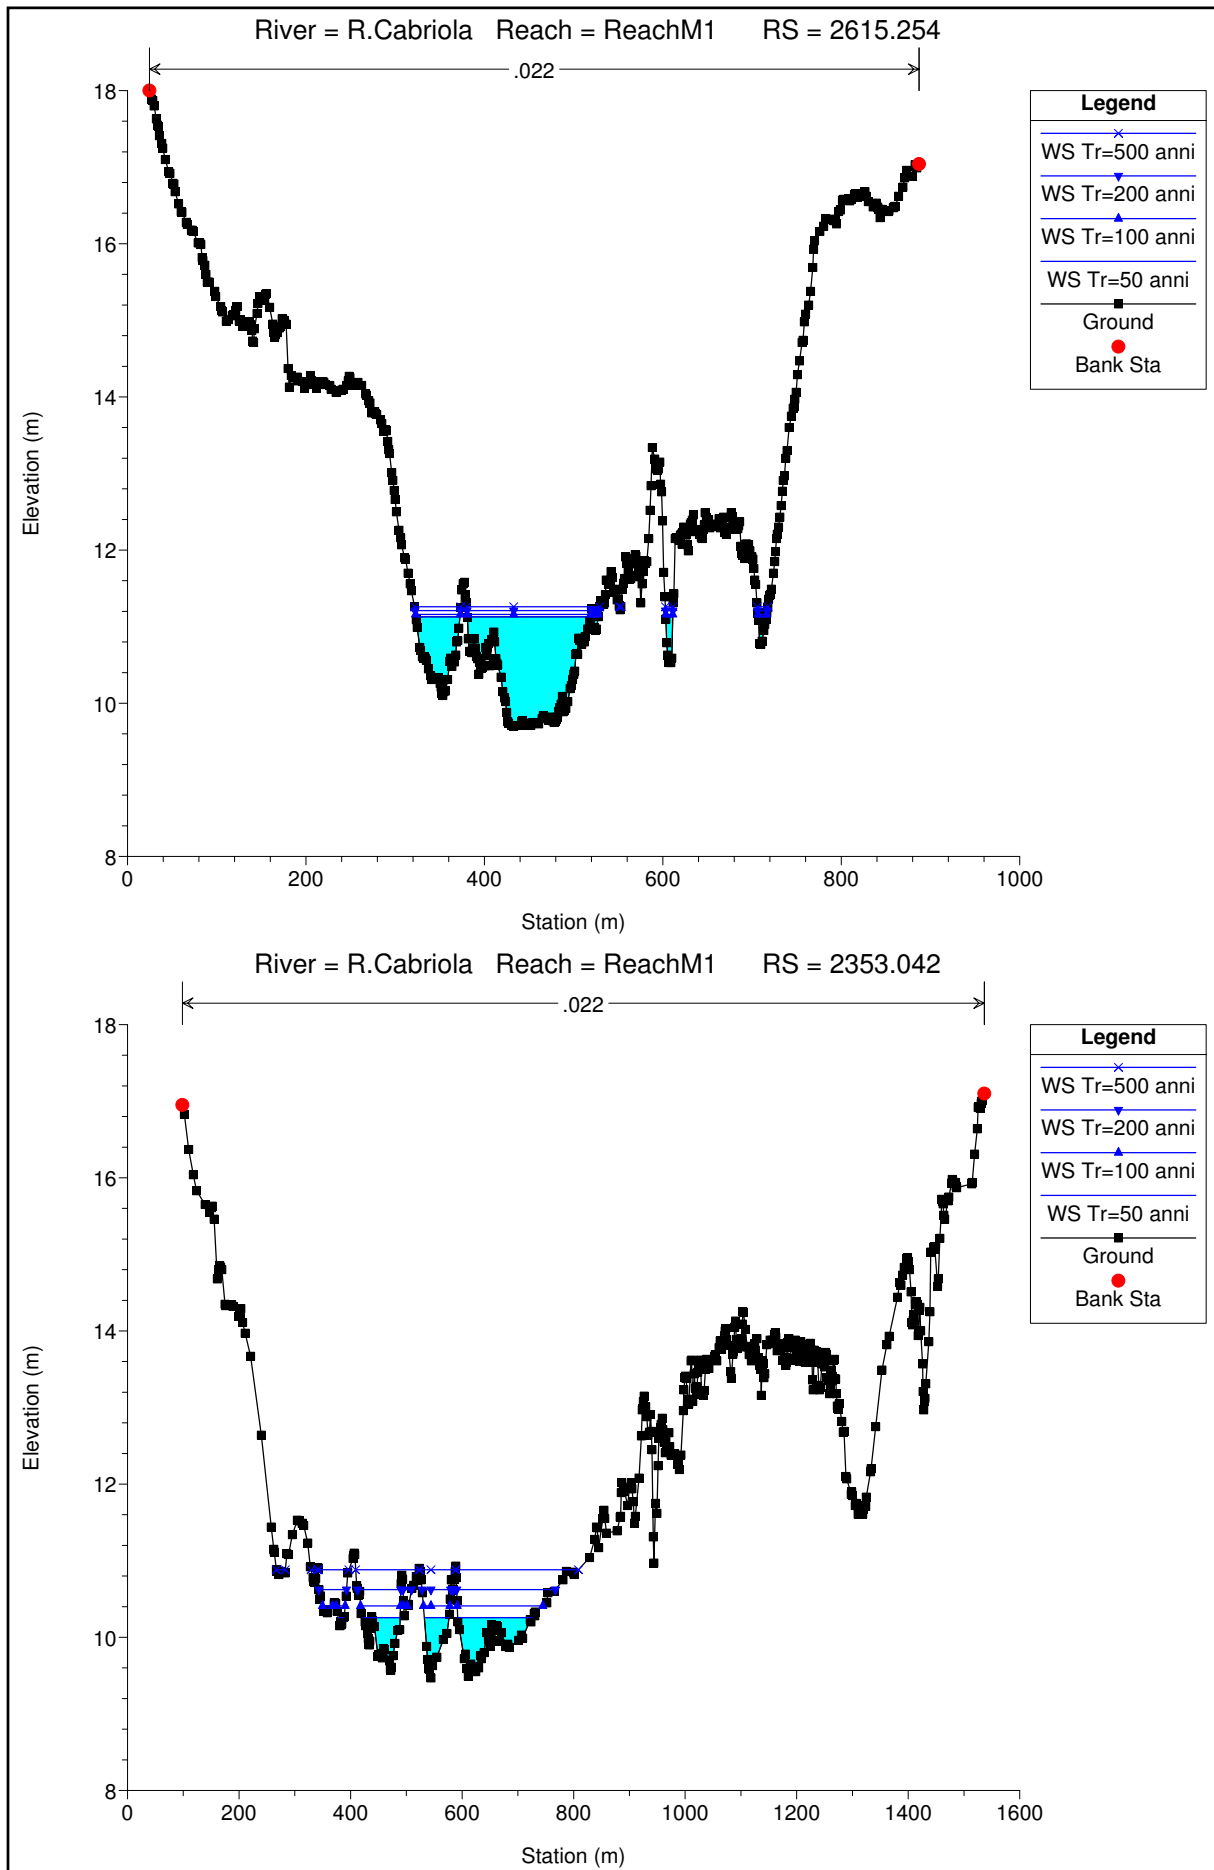 River = R.Cabriola Reach = ReachM1 RS = 2615.254
.022
18
16
14
12
10
8
Elevation (m)
0 200 400 600 800 1000
Station (m)
Legend
WS Tr=500 anni
WS Tr=200 anni
WS Tr=100 anni
WS Tr=50 anni
Ground
Bank Sta
River = R.Cabriola Reach = ReachM1 RS = 2353.042
.022
18
16
14
12
10
8
Elevation (m)
0 200 400 600 800 1000 1200 1400 1600
Station (m)
Legend
WS Tr=500 anni
WS Tr=200 anni
WS Tr=100 anni
WS Tr=50 anni
Ground
Bank Sta